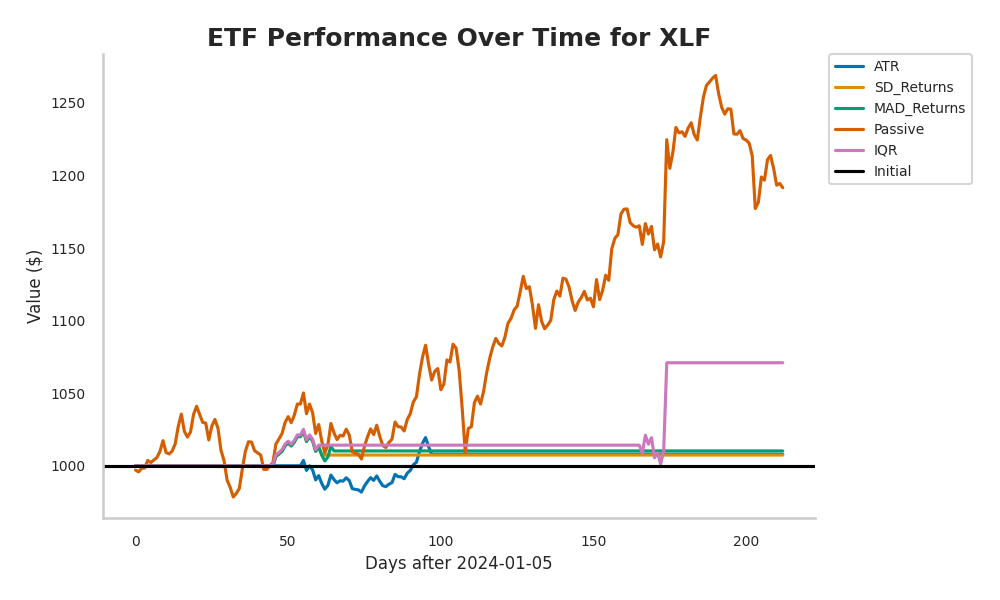 ETF Performance Over Time for XLF
ATR
SD_Returns
MAD_Returns
Passive
IQR
Initial
Value ($)
1250
1200
1150
1100
1050
1000
0 50 100 150 200
Days after 2024-01-05